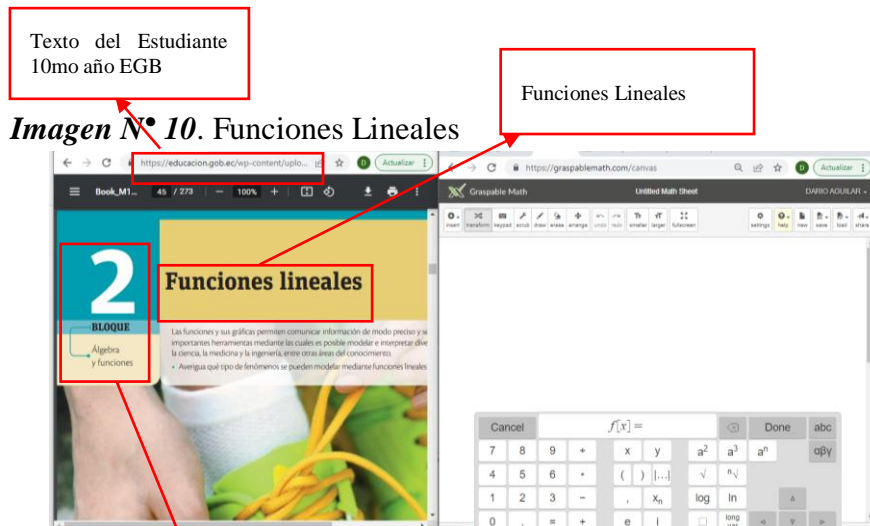 Texto del Estudiante
10mo año EGB
Funciones Lineales
Imagen N° 10. Funciones Lineales
https://educacion.gob.ec/wp-content/uplo...
D
Actualizar
Book_M1...
45 / 273
100%
2
BLOQUE
Álgebra
y funciones
Funciones lineales
Las funciones y sus gráficas permiten comunicar información de modo preciso y se
importantes herramientas mediante las cuales es posible modelar e interpretar dive
la ciencia, la medicina y la ingeniería, entre otras áreas del conocimiento.
• Averigua qué tipo de fenómenos se pueden modelar mediante funciones lineales
https://graspablemath.com/canvas
D
Actualizar
Graspable Math
Untitled Math Sheet
DARIO AGUILAR
insert transform keypad scrub draw erase arrange undo redo smaller larger fullscreen settings help new save load share
Cancel f[x] = Done abc
7 8 9 ÷ x y a² a³ aⁿ αβγ
4 5 6 · ( ) |...| √ ⁿ√
1 2 3 − , xₙ log ln
0 . = + e i long var